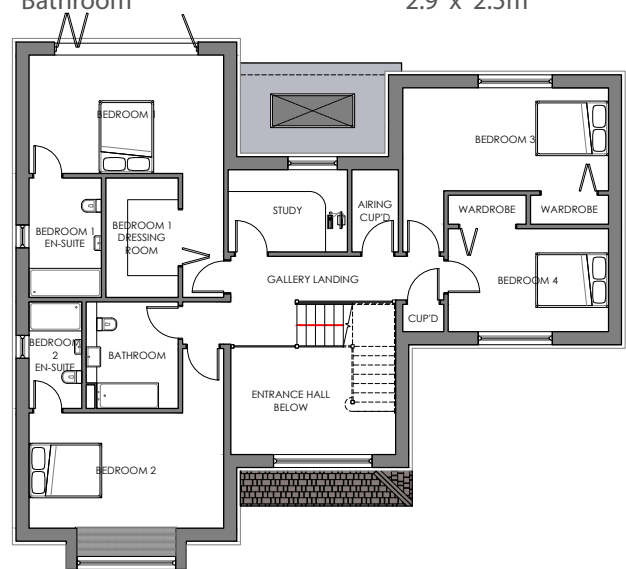 Bathroom 2.9 x 2.5m
BEDROOM 1
BEDROOM 3
BEDROOM 1
EN-SUITE
BEDROOM 1
DRESSING
ROOM
STUDY
AIRING
CUP'D
WARDROBE
WARDROBE
GALLERY LANDING
BEDROOM 4
CUP'D
BEDROOM
2
EN-SUITE
BATHROOM
ENTRANCE HALL
BELOW
BEDROOM 2